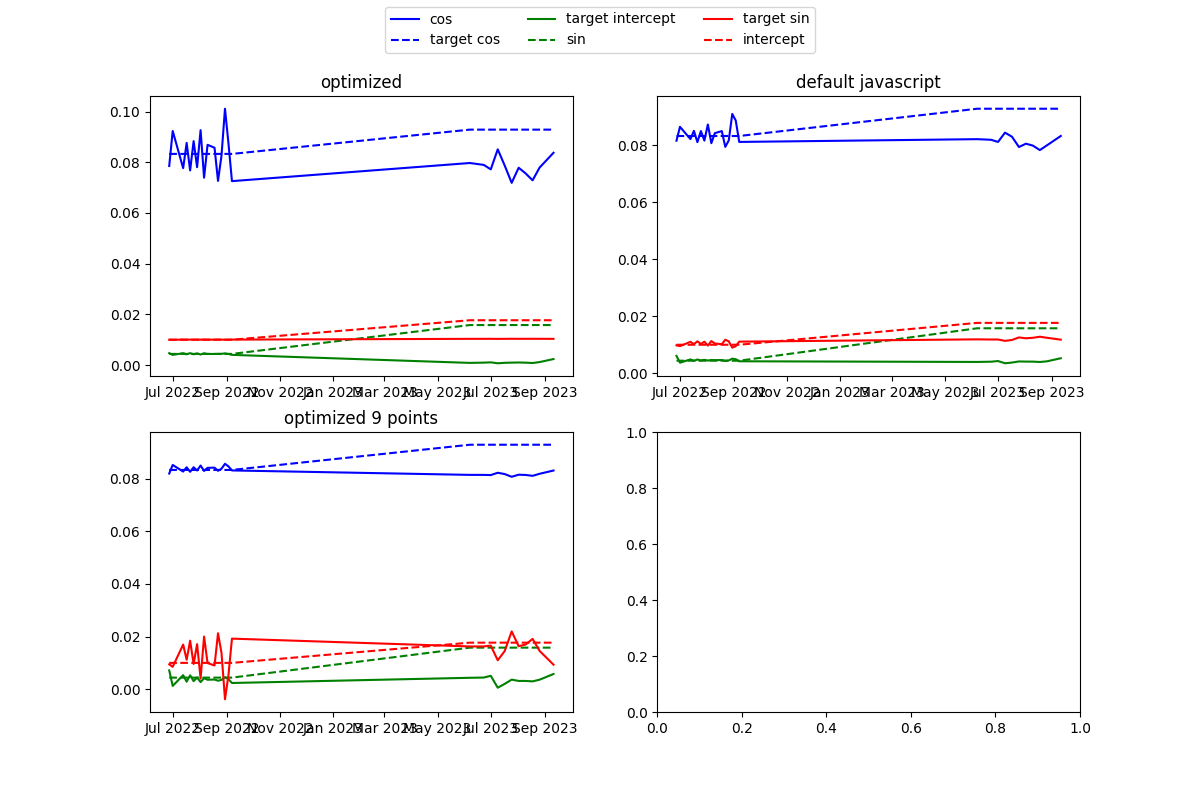 cos target intercept target sin
target cos sin intercept
optimized default javascript
0.10
0.08
0.06
0.04
0.02
0.00
Jul 2022 Sep 2022 Nov 2022 Jan 2023 Mar 2023 May 2023 Jul 2023 Sep 2023
0.08
0.06
0.04
0.02
0.00
Jul 2022 Sep 2022 Nov 2022 Jan 2023 Mar 2023 May 2023 Jul 2023 Sep 2023
optimized 9 points
0.08
0.06
0.04
0.02
0.00
Jul 2022 Sep 2022 Nov 2022 Jan 2023 Mar 2023 May 2023 Jul 2023 Sep 2023
1.0
0.8
0.6
0.4
0.2
0.0
0.0 0.2 0.4 0.6 0.8 1.0